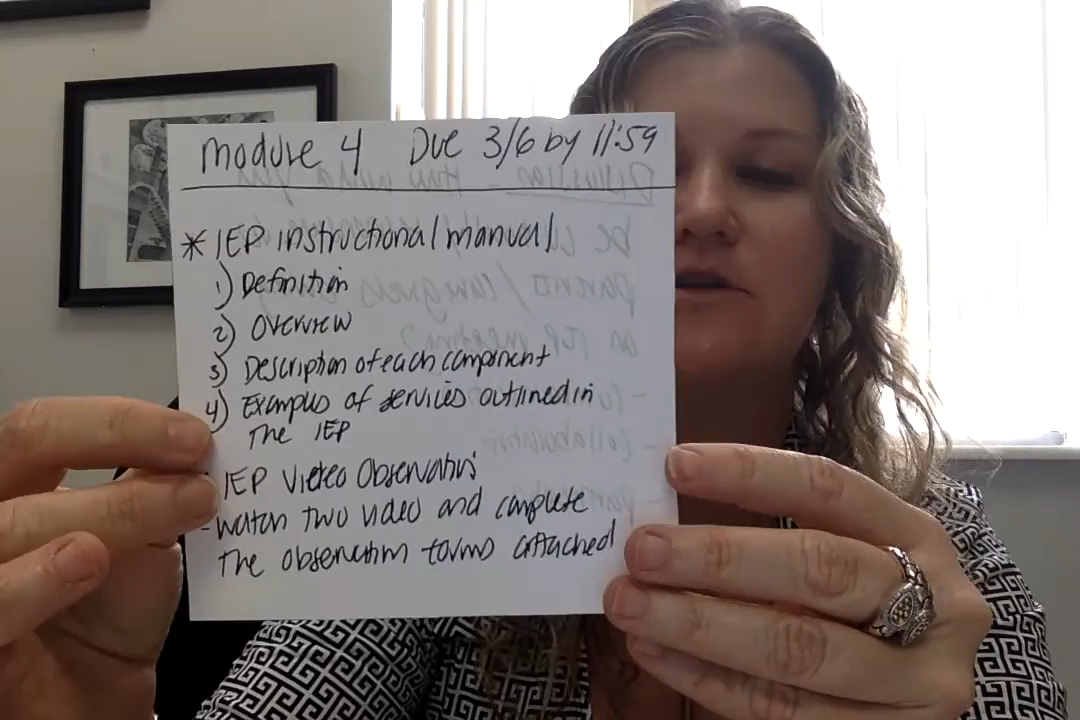 Module 4 Due 3/6 by 11:59
* IEP instructional manual
1) Definition
2) Overview
3) Description of each component
4) Examples of services outlined in
the IEP
- IEP Video Observation
- watch two video and complete
the observation forms attached